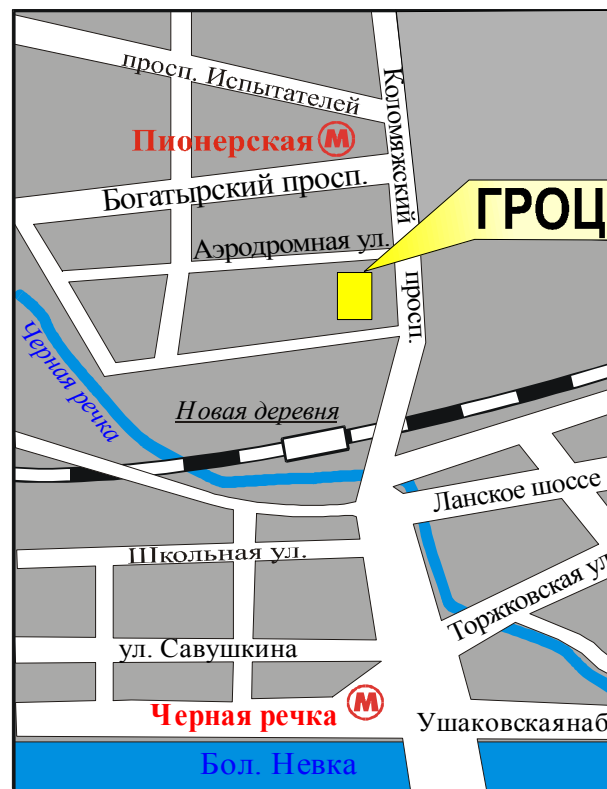 просп. Испытателей
Коломяжский просп.
Пионерская М
Богатырский просп.
ГРОЦ
Аэродромная ул.
Черная речка
Новая деревня
Ланское шоссе
Школьная ул.
Торжковская ул
ул. Савушкина
Черная речка М
Ушаковскаянаб
Бол. Невка